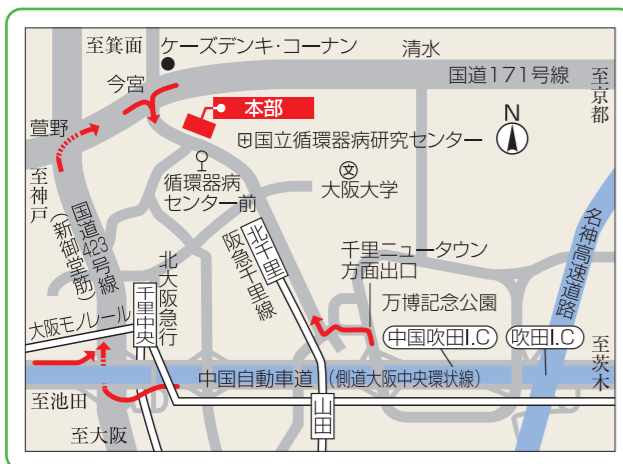 至箕面
ケーズデンキ・コーナン
清水
国道171号線
至京都
今宮
本部
N
萱野
国立循環器病研究センター
至神戸
循環器病
センター前
文
大阪大学
国道423号線
(新御堂筋)
北大阪急行
北千里
阪急千里線
千里ニュータウン
方面出口
名神高速道路
万博記念公園
大阪モノレール
千里中央
中国吹田I.C
吹田I.C
至茨木
中国自動車道
(側道大阪中央環状線)
至池田
山田
至大阪